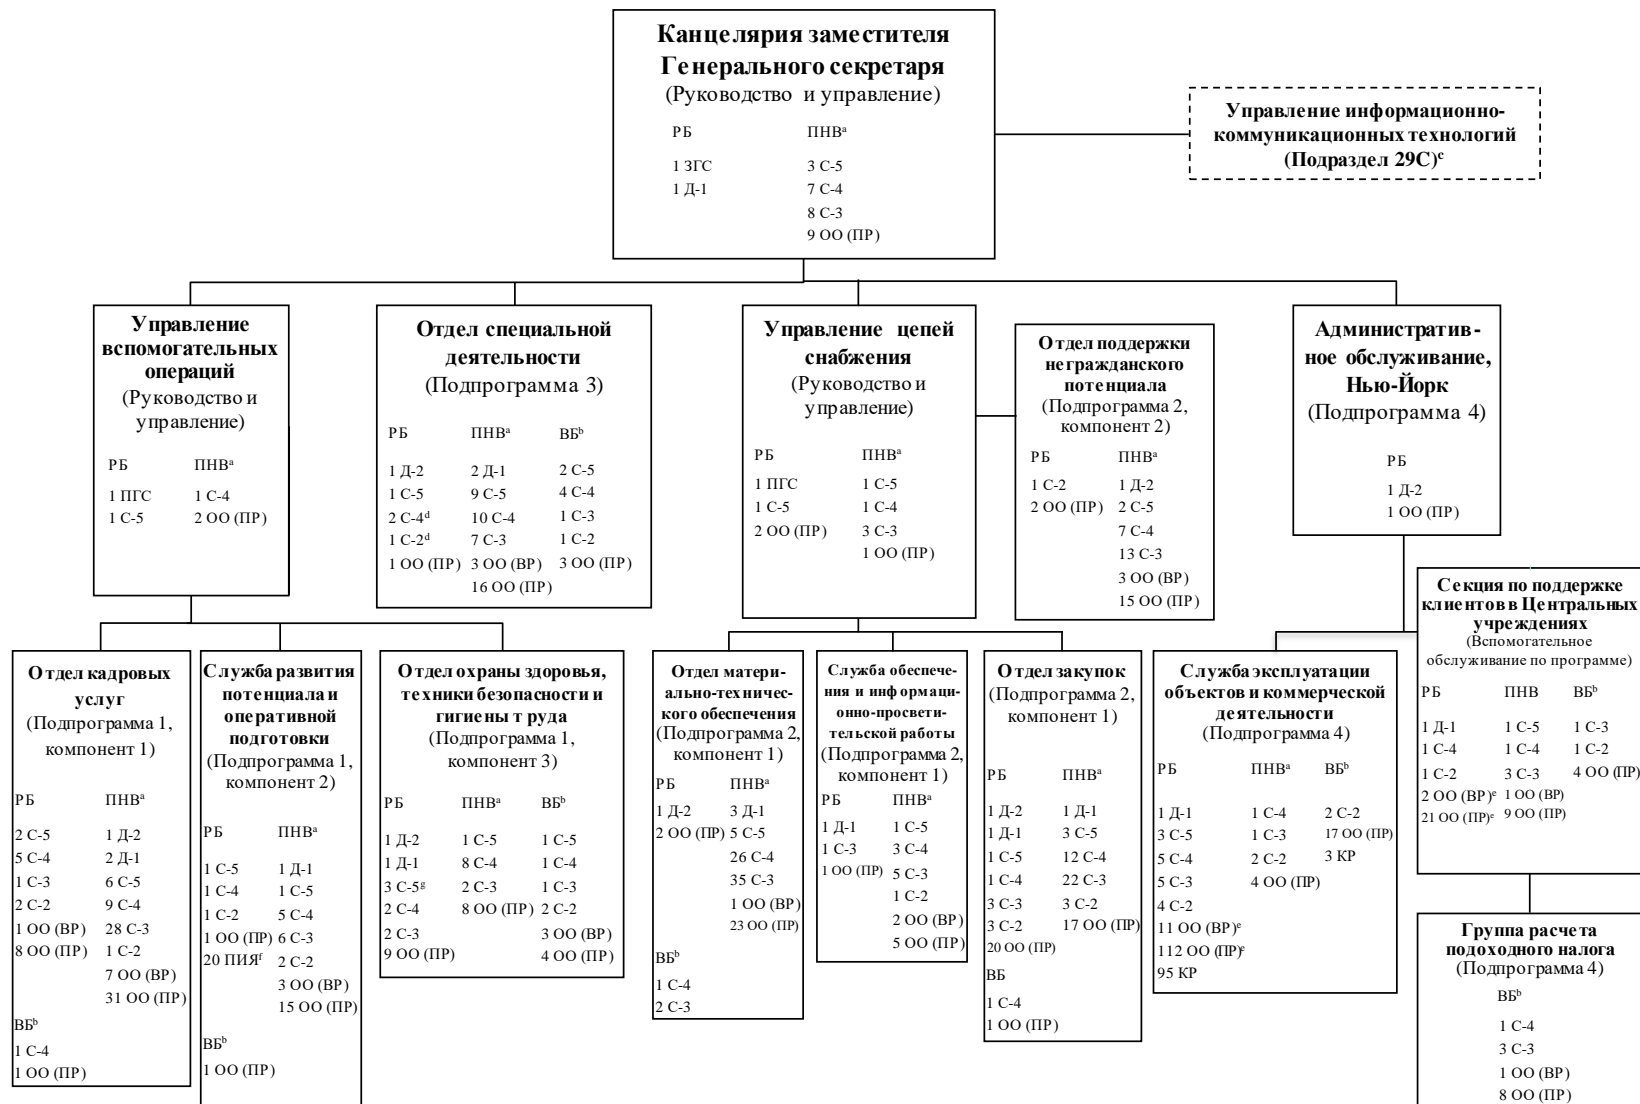 Канцелярия заместителя
Генерального секретаря
(Руководство и управление)
РБ ПНВᵃ
1 ЗГС 3 С-5
1 Д-1 7 С-4
8 С-3
9 ОО (ПР)
Управление информационно-
коммуникационных технологий
(Подраздел 29C)ᶜ
Управление
вспомогательных
операций
(Руководство и
управление)
РБ ПНВᵃ
1 ПГС 1 С-4
1 С-5 2 ОО (ПР)
Отдел специальной
деятельности
(Подпрограмма 3)
РБ ПНВᵃ ВБᵇ
1 Д-2 2 Д-1 2 С-5
1 С-5 9 С-5 4 С-4
2 С-4ᵈ 10 С-4 1 С-3
1 С-2ᵈ 7 С-3 1 С-2
1 ОО (ПР) 3 ОО (ВР) 3 ОО (ПР)
16 ОО (ПР)
Управление цепей
снабжения
(Руководство и
управление)
РБ ПНВᵃ
1 ПГС 1 С-5
1 С-5 1 С-4
2 ОО (ПР) 3 С-3
1 ОО (ПР)
Отдел поддержки
негражданского
потенциала
(Подпрограмма 2,
компонент 2)
РБ ПНВᵃ
1 С-2 1 Д-2
2 ОО (ПР) 2 С-5
7 С-4
13 С-3
3 ОО (ВР)
15 ОО (ПР)
Административ-
ное обслуживание,
Нью-Йорк
(Подпрограмма 4)
РБ
1 Д-2
1 ОО (ПР)
Отдел кадровых
услуг
(Подпрограмма 1,
компонент 1)
РБ ПНВᵃ
2 С-5 1 Д-2
5 С-4 2 Д-1
1 С-3 6 С-5
2 С-2 9 С-4
1 ОО (ВР) 28 С-3
8 ОО (ПР) 1 С-2
7 ОО (ВР)
31 ОО (ПР)
ВБᵇ
1 С-4
1 ОО (ПР)
Служба развития
потенциала и
оперативной
подготовки
(Подпрограмма 1,
компонент 2)
РБ ПНВᵃ
1 С-5 1 Д-1
1 С-4 1 С-5
1 С-2 5 С-4
1 ОО (ПР) 6 С-3
20 ПИЯᶠ 2 С-2
3 ОО (ВР)
15 ОО (ПР)
ВБᵇ
1 ОО (ПР)
Отдел охраны здоровья,
техники безопасности и
гигиены труда
(Подпрограмма 1,
компонент 3)
РБ ПНВᵃ ВБᵇ
1 Д-2 1 С-5 1 С-5
1 Д-1 8 С-4 1 С-4
3 С-5ᵍ 2 С-3 1 С-3
2 С-4 8 ОО (ПР) 2 С-2
2 С-3 3 ОО (ВР)
9 ОО (ПР) 4 ОО (ПР)
Отдел матери-
ально-техничес-
кого обеспечения
(Подпрограмма 2,
компонент 1)
РБ ПНВᵃ
1 Д-2 3 Д-1
2 ОО (ПР) 5 С-5
26 С-4
35 С-3
1 ОО (ВР)
23 ОО (ПР)
ВБᵇ
1 С-4
2 С-3
Служба обеспече-
ния и информаци-
онно-просвети-
тельской работы
(Подпрограмма 2,
компонент 1)
РБ ПНВᵃ
1 Д-1 1 С-5
1 С-3 3 С-4
1 ОО (ПР) 5 С-3
1 С-2
2 ОО (ВР)
5 ОО (ПР)
Отдел закупок
(Подпрограмма 2,
компонент 1)
РБ ПНВᵃ
1 Д-2 1 Д-1
1 Д-1 3 С-5
1 С-5 12 С-4
1 С-4 22 С-3
3 С-3 3 С-2
3 С-2 17 ОО (ПР)
20 ОО (ПР)
ВБ
1 С-4
1 ОО (ПР)
Служба эксплуатации
объектов и коммерческой
деятельности
(Подпрограмма 4)
РБ ПНВᵃ ВБᵇ
1 Д-1 1 С-4 2 С-2
3 С-5 1 С-3 17 ОО (ПР)
5 С-4 2 С-2 3 КР
5 С-3 4 ОО (ПР)
4 С-2
11 ОО (ВР)ᵉ
112 ОО (ПР)ᵉ
95 КР
Секция по поддержке
клиентов в Центральных
учреждениях
(Вспомогательное
обслуживание по программе)
РБ ПНВ ВБᵇ
1 Д-1 1 С-5 1 С-3
1 С-4 1 С-4 1 С-2
1 С-2 3 С-3 4 ОО (ПР)
2 ОО (ВР)ᵉ 1 ОО (ВР)
21 ОО (ПР)ᵉ 9 ОО (ПР)
Группа расчета
подоходного налога
(Подпрограмма 4)
ВБᵇ
1 С-4
3 С-3
1 ОО (ВР)
8 ОО (ПР)